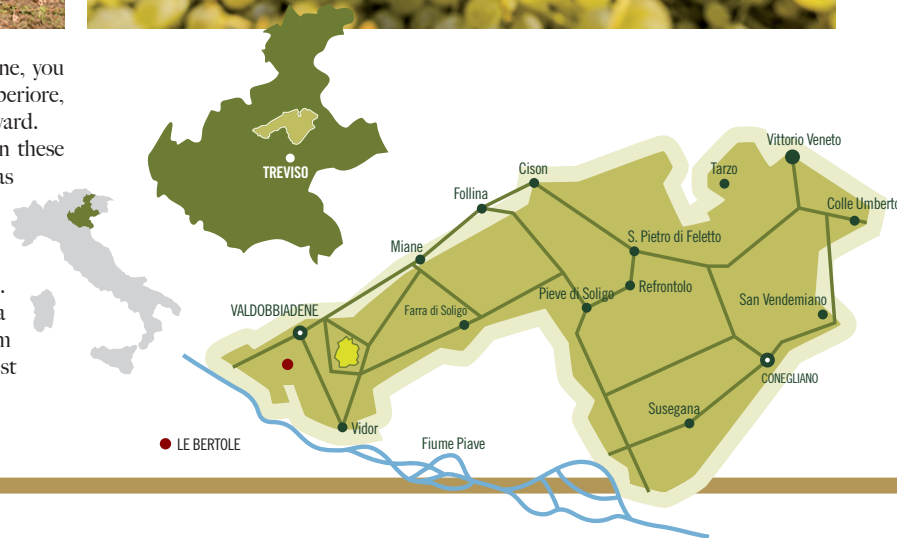 ne, you
periore,
vard.
n these
as
.
a
m
st
TREVISO
Vittorio Veneto
Tarzo
Cison
Follina
Colle Umberto
S. Pietro di Feletto
Miane
Refrontolo
Pieve di Soligo
San Vendemiano
VALDOBBIADENE
Farra di Soligo
CONEGLIANO
Susegana
Vidor
LE BERTOLE
Fiume Piave